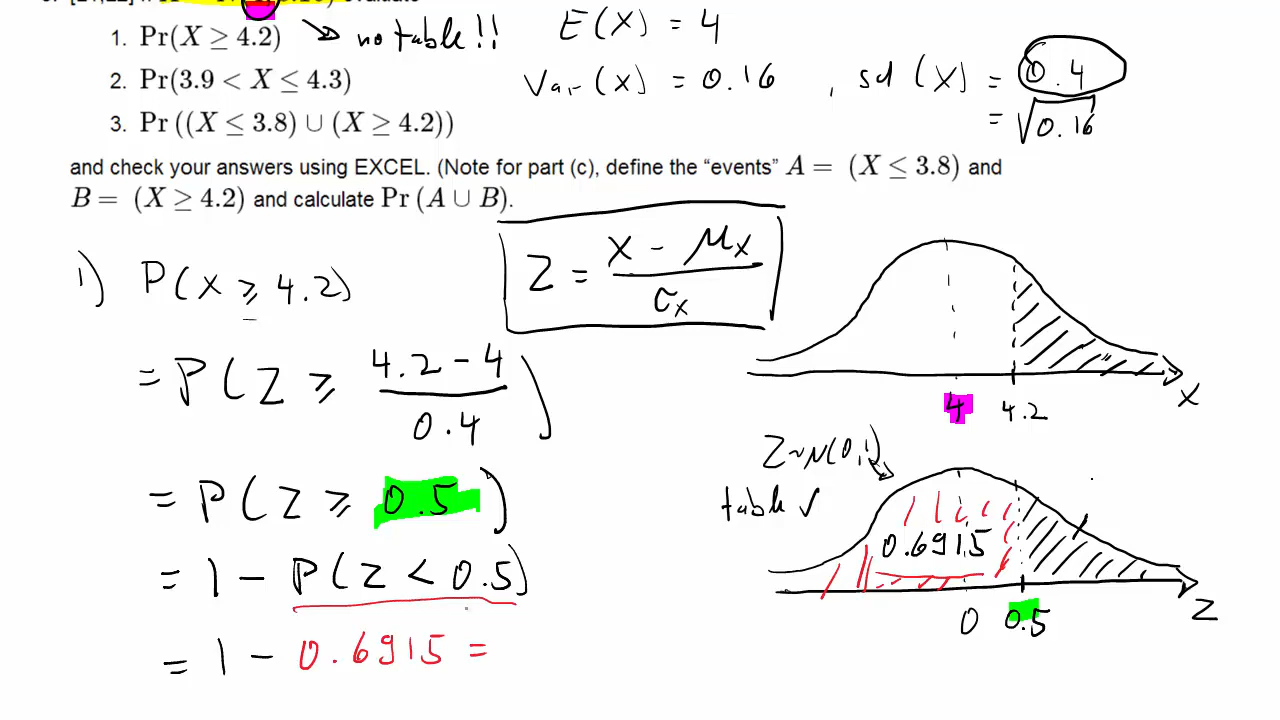 1. Pr(X ≥ 4.2) no table!! E(X) = 4
2. Pr(3.9 < X ≤ 4.3) Var(X) = 0.16 , sd(X) = 0.4
= √0.16
3. Pr ((X ≤ 3.8) ∪ (X ≥ 4.2))
and check your answers using EXCEL. (Note for part (c), define the “events” A = (X ≤ 3.8) and
B = (X ≥ 4.2) and calculate Pr (A ∪ B).
1) P(X ≥ 4.2)
Z = (X - μx) / σx
= P(Z ≥ (4.2 - 4) / 0.4)
= P(Z ≥ 0.5)
= 1 - P(Z < 0.5)
= 1 - 0.6915 =
4 4.2 X
Z ~ N(0,1)
table ✓
0.6915
0 0.5 Z